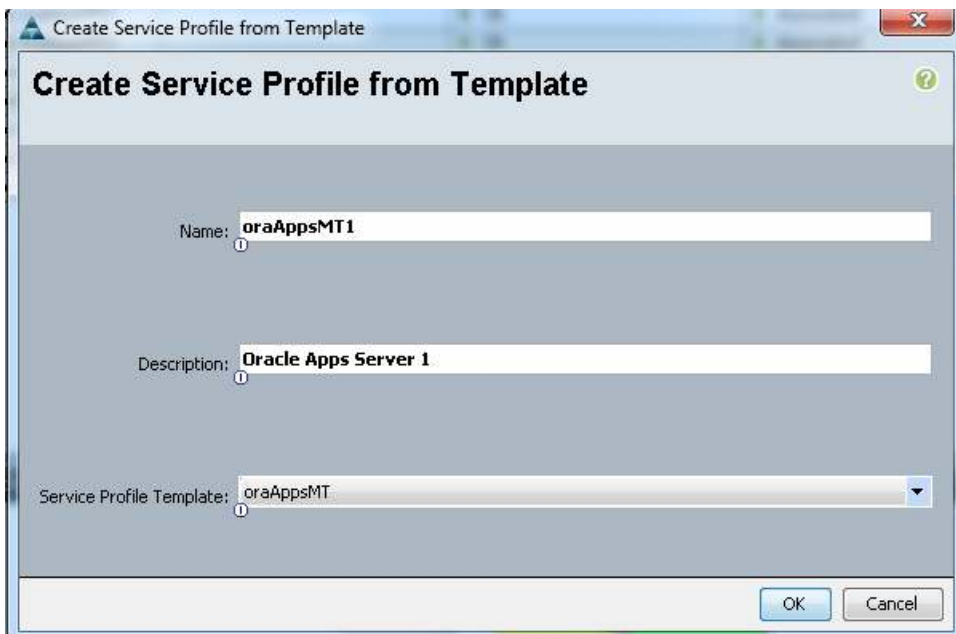 Create Service Profile from Template
Create Service Profile from Template
Name: oraAppsMT1
Description: Oracle Apps Server 1
Service Profile Template: oraAppsMT
OK Cancel